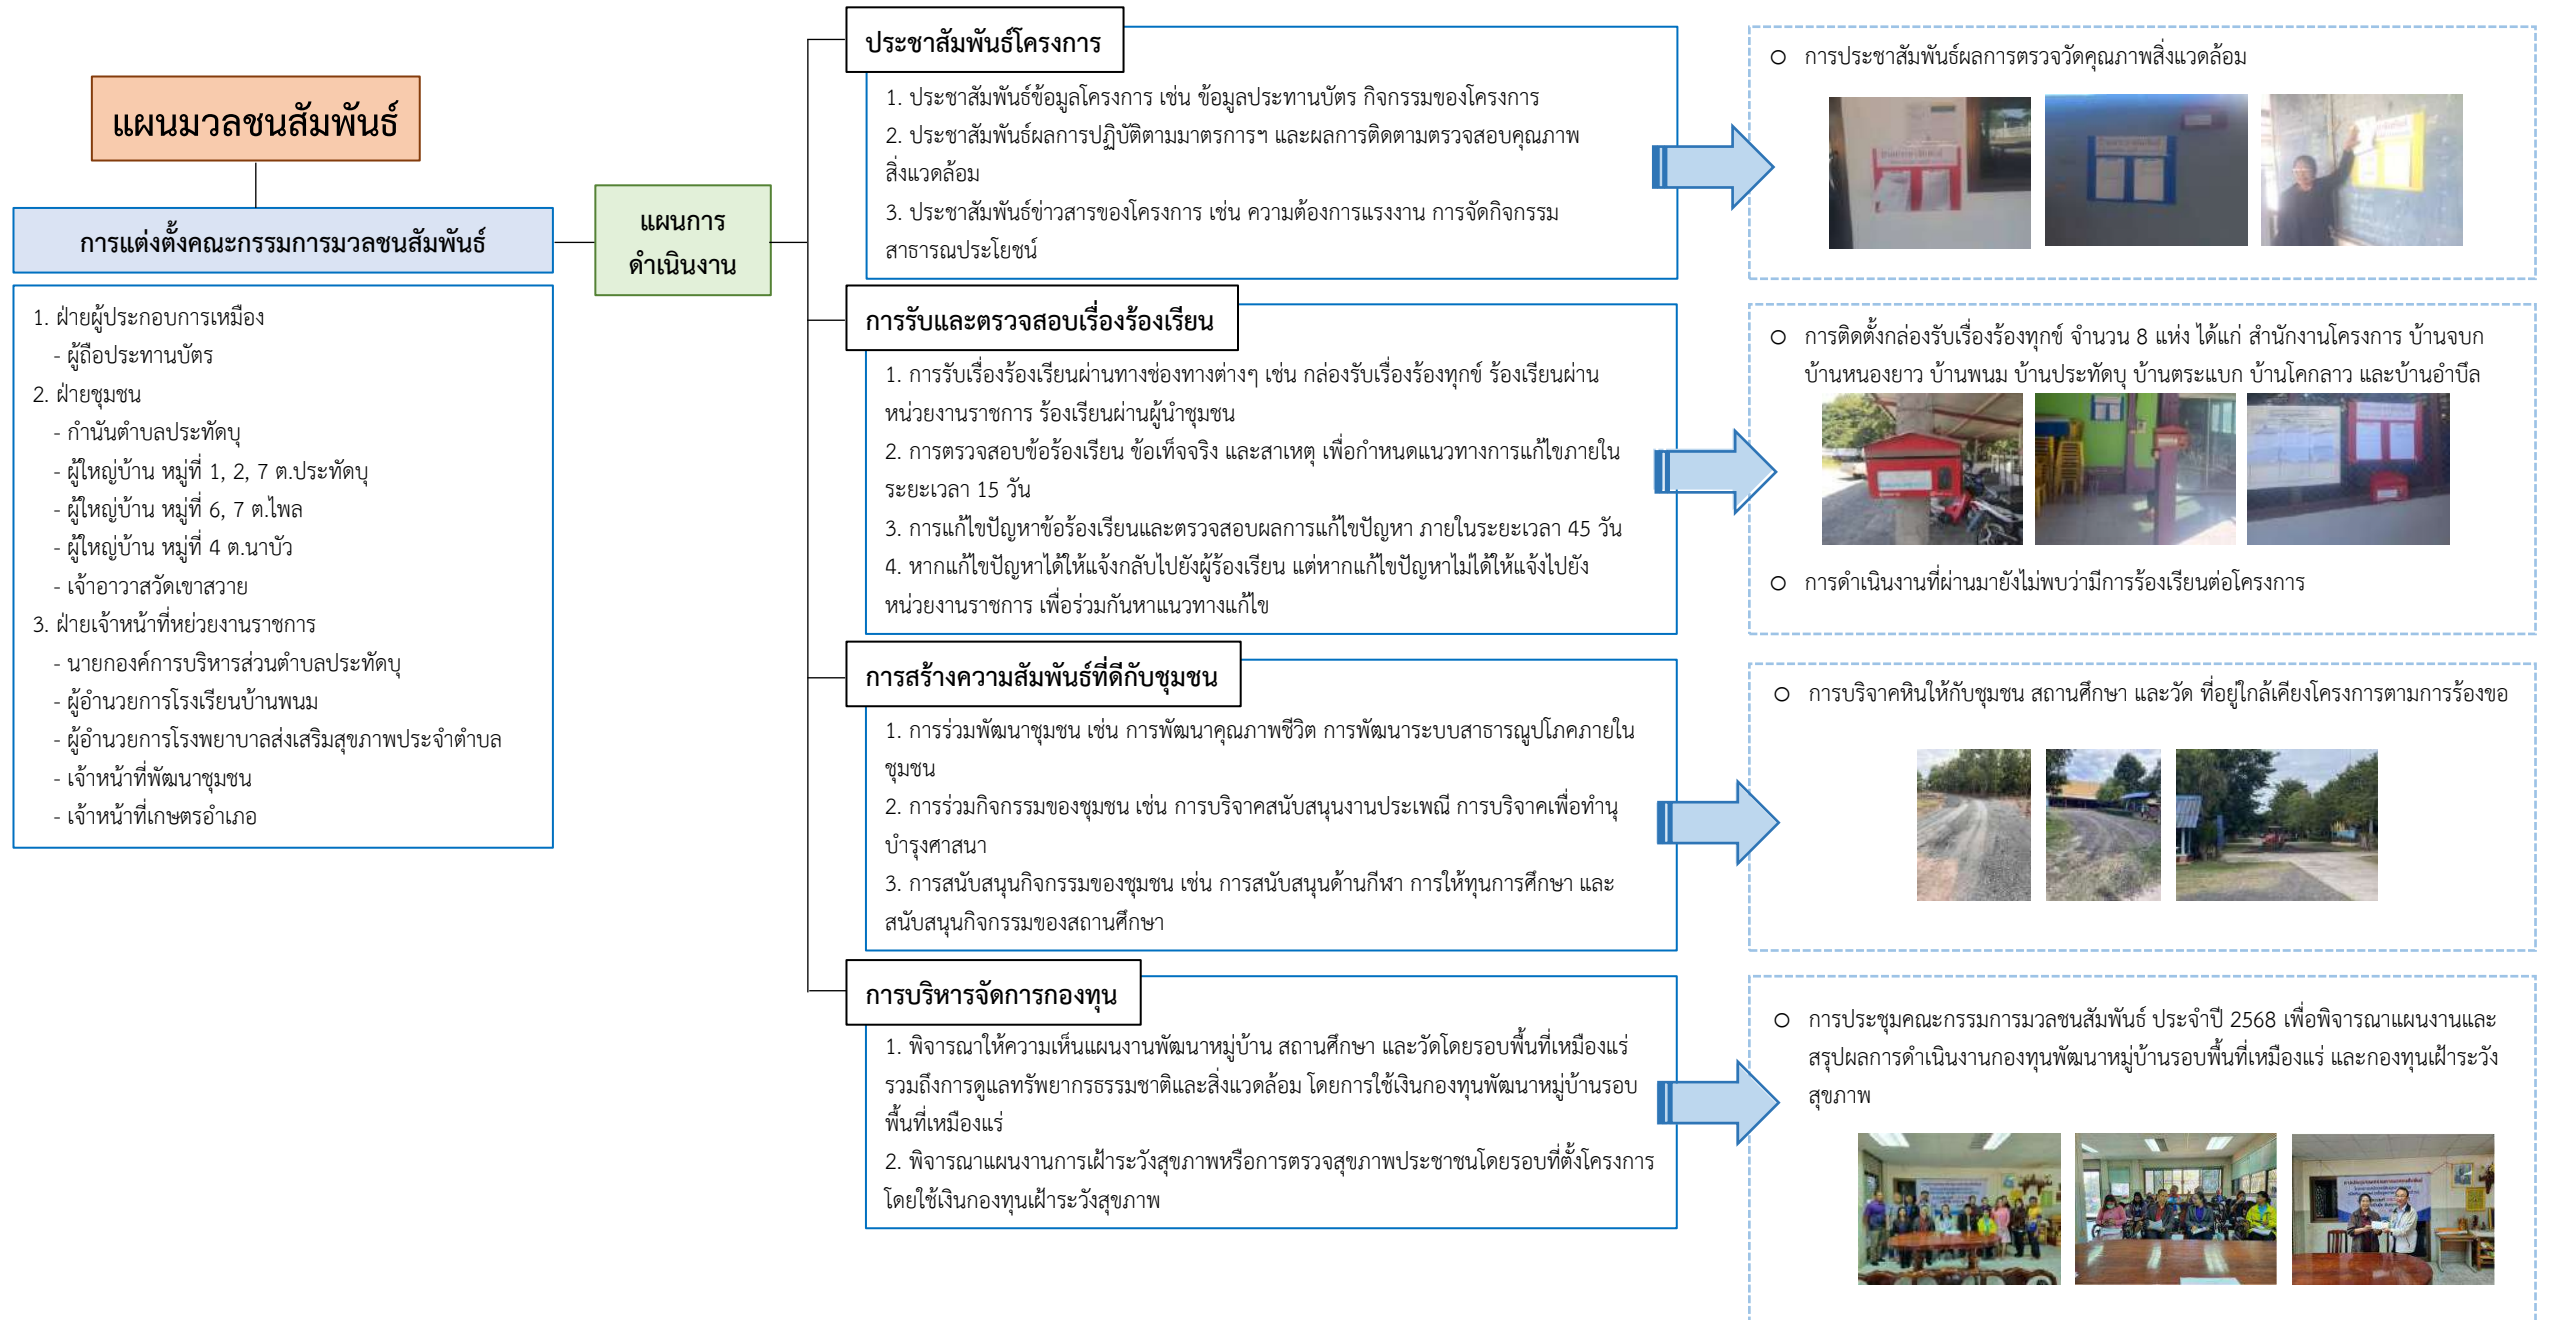 แผนมวลชนสัมพันธ์
การแต่งตั้งคณะกรรมการมวลชนสัมพันธ์
1. ฝ่ายผู้ประกอบการเหมือง
- ผู้ถือประทานบัตร
2. ฝ่ายชุมชน
- กำนันตำบลประทัดบุ
- ผู้ใหญ่บ้าน หมู่ที่ 1, 2, 7 ต.ประทัดบุ
- ผู้ใหญ่บ้าน หมู่ที่ 6, 7 ต.ไพล
- ผู้ใหญ่บ้าน หมู่ที่ 4 ต.นาบัว
- เจ้าอาวาสวัดเขาสวาย
3. ฝ่ายเจ้าหน้าที่หย่วยงานราชการ
- นายกองค์การบริหารส่วนตำบลประทัดบุ
- ผู้อำนวยการโรงเรียนบ้านพนม
- ผู้อำนวยการโรงพยาบาลส่งเสริมสุขภาพประจำตำบล
- เจ้าหน้าที่พัฒนาชุมชน
- เจ้าหน้าที่เกษตรอำเภอ
แผนการ
ดำเนินงาน
ประชาสัมพันธ์โครงการ
1. ประชาสัมพันธ์ข้อมูลโครงการ เช่น ข้อมูลประทานบัตร กิจกรรมของโครงการ
2. ประชาสัมพันธ์ผลการปฏิบัติตามมาตรการฯ และผลการติดตามตรวจสอบคุณภาพ
สิ่งแวดล้อม
3. ประชาสัมพันธ์ข่าวสารของโครงการ เช่น ความต้องการแรงงาน การจัดกิจกรรม
สาธารณประโยชน์
○ การประชาสัมพันธ์ผลการตรวจวัดคุณภาพสิ่งแวดล้อม
การรับและตรวจสอบเรื่องร้องเรียน
1. การรับเรื่องร้องเรียนผ่านทางช่องทางต่างๆ เช่น กล่องรับเรื่องร้องทุกข์ ร้องเรียนผ่าน
หน่วยงานราชการ ร้องเรียนผ่านผู้นำชุมชน
2. การตรวจสอบข้อร้องเรียน ข้อเท็จจริง และสาเหตุ เพื่อกำหนดแนวทางการแก้ไขภายใน
ระยะเวลา 15 วัน
3. การแก้ไขปัญหาข้อร้องเรียนและตรวจสอบผลการแก้ไขปัญหา ภายในระยะเวลา 45 วัน
4. หากแก้ไขปัญหาได้ให้แจ้งกลับไปยังผู้ร้องเรียน แต่หากแก้ไขปัญหาไม่ได้ให้แจ้งไปยัง
หน่วยงานราชการ เพื่อร่วมกันหาแนวทางแก้ไข
○ การติดตั้งกล่องรับเรื่องร้องทุกข์ จำนวน 8 แห่ง ได้แก่ สำนักงานโครงการ บ้านจบก
บ้านหนองยาว บ้านพนม บ้านประทัดบุ บ้านตระแบก บ้านโคกลาว และบ้านอำปึล
○ การดำเนินงานที่ผ่านมายังไม่พบว่ามีการร้องเรียนต่อโครงการ
การสร้างความสัมพันธ์ที่ดีกับชุมชน
1. การร่วมพัฒนาชุมชน เช่น การพัฒนาคุณภาพชีวิต การพัฒนาระบบสาธารณูปโภคภายใน
ชุมชน
2. การร่วมกิจกรรมของชุมชน เช่น การบริจาคสนับสนุนงานประเพณี การบริจาคเพื่อทำนุ
บำรุงศาสนา
3. การสนับสนุนกิจกรรมของชุมชน เช่น การสนับสนุนด้านกีฬา การให้ทุนการศึกษา และ
สนับสนุนกิจกรรมของสถานศึกษา
○ การบริจาคหินให้กับชุมชน สถานศึกษา และวัด ที่อยู่ใกล้เคียงโครงการตามการร้องขอ
การบริหารจัดการกองทุน
1. พิจารณาให้ความเห็นแผนงานพัฒนาหมู่บ้าน สถานศึกษา และวัดโดยรอบพื้นที่เหมืองแร่
รวมถึงการดูแลทรัพยากรธรรมชาติและสิ่งแวดล้อม โดยการใช้เงินกองทุนพัฒนาหมู่บ้านรอบ
พื้นที่เหมืองแร่
2. พิจารณาแผนงานการเฝ้าระวังสุขภาพหรือการตรวจสุขภาพประชาชนโดยรอบที่ตั้งโครงการ
โดยใช้เงินกองทุนเฝ้าระวังสุขภาพ
○ การประชุมคณะกรรมการมวลชนสัมพันธ์ ประจำปี 2568 เพื่อพิจารณาแผนงานและ
สรุปผลการดำเนินงานกองทุนพัฒนาหมู่บ้านรอบพื้นที่เหมืองแร่ และกองทุนเฝ้าระวัง
สุขภาพ